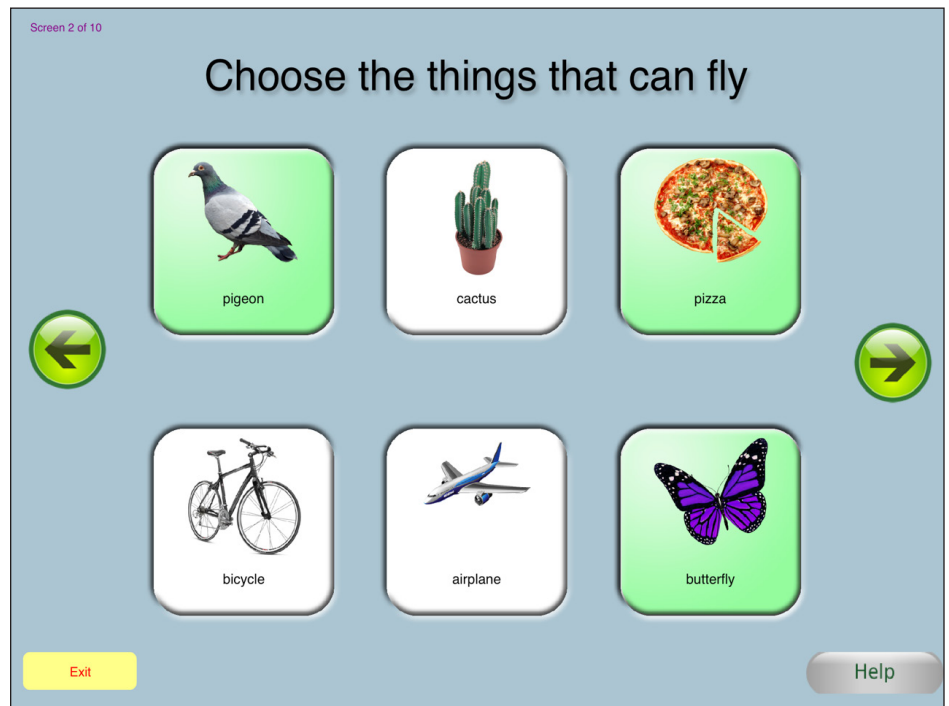 Screen 2 of 10
Choose the things that can fly
pigeon
cactus
pizza
bicycle
airplane
butterfly
Exit
Help